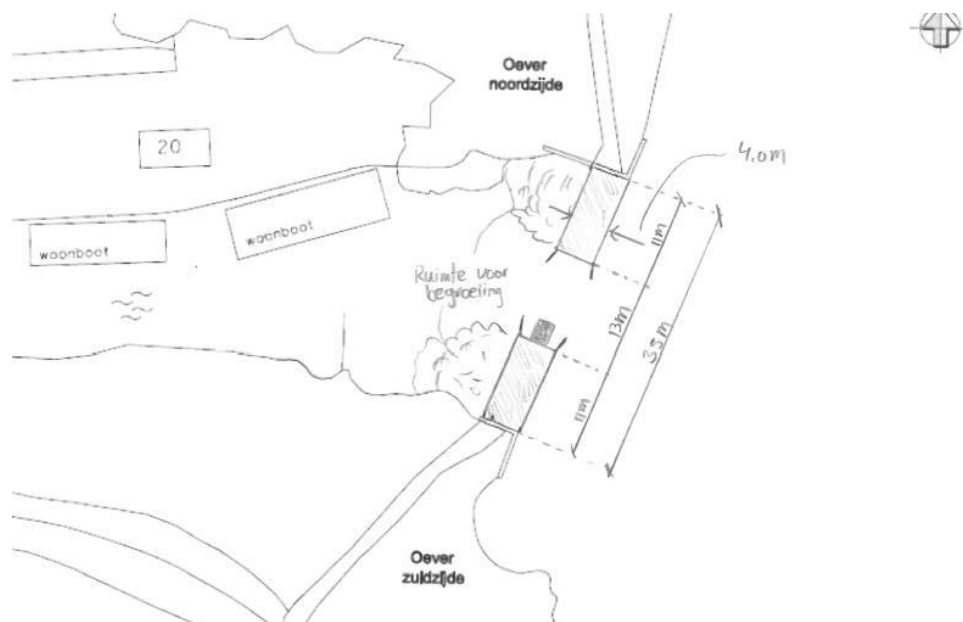 Oever
noordzijde
20
4.0m
woonboot
woonboot
11m
Ruimte voor
begroeiing
13m
35m
11m
Oever
zuidzijde